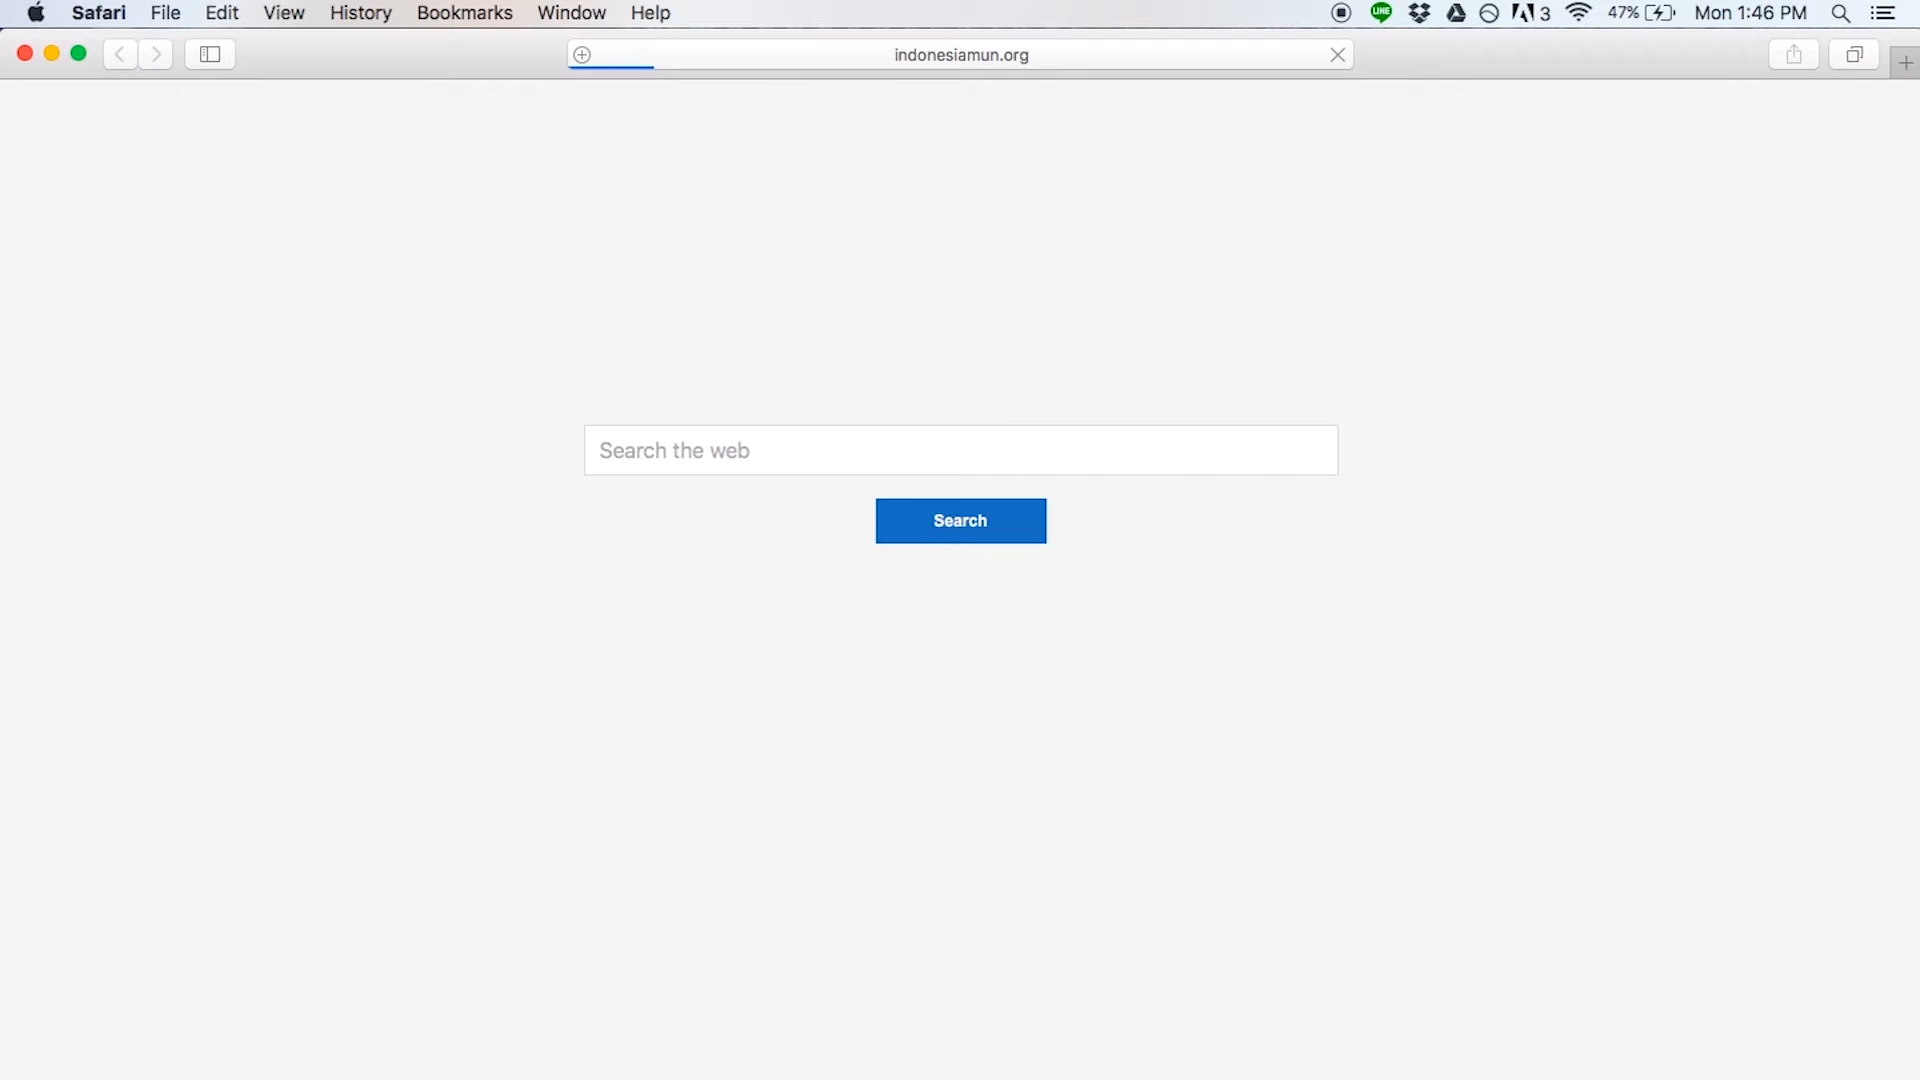 Safari File Edit View History Bookmarks Window Help LINE 3 47% Mon 1:46 PM
indonesiamun.org
Search the web
Search